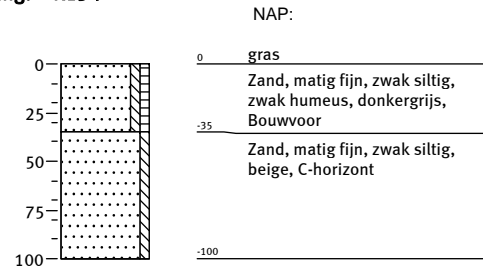 NAP:
0
gras
0
Zand, matig fijn, zwak siltig,
zwak humeus, donkergrijs,
Bouwvoor
25
-35
Zand, matig fijn, zwak siltig,
beige, C-horizont
50
75
100
-100